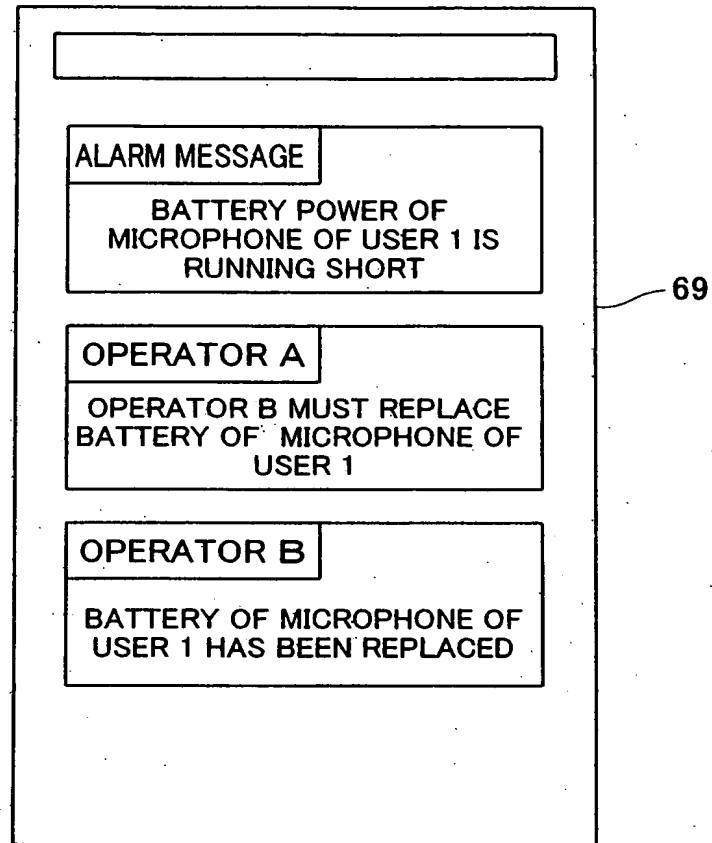 ALARM MESSAGE
BATTERY POWER OF
MICROPHONE OF USER 1 IS
RUNNING SHORT
69
OPERATOR A
OPERATOR B MUST REPLACE
BATTERY OF MICROPHONE OF
USER 1
OPERATOR B
BATTERY OF MICROPHONE OF
USER 1 HAS BEEN REPLACED